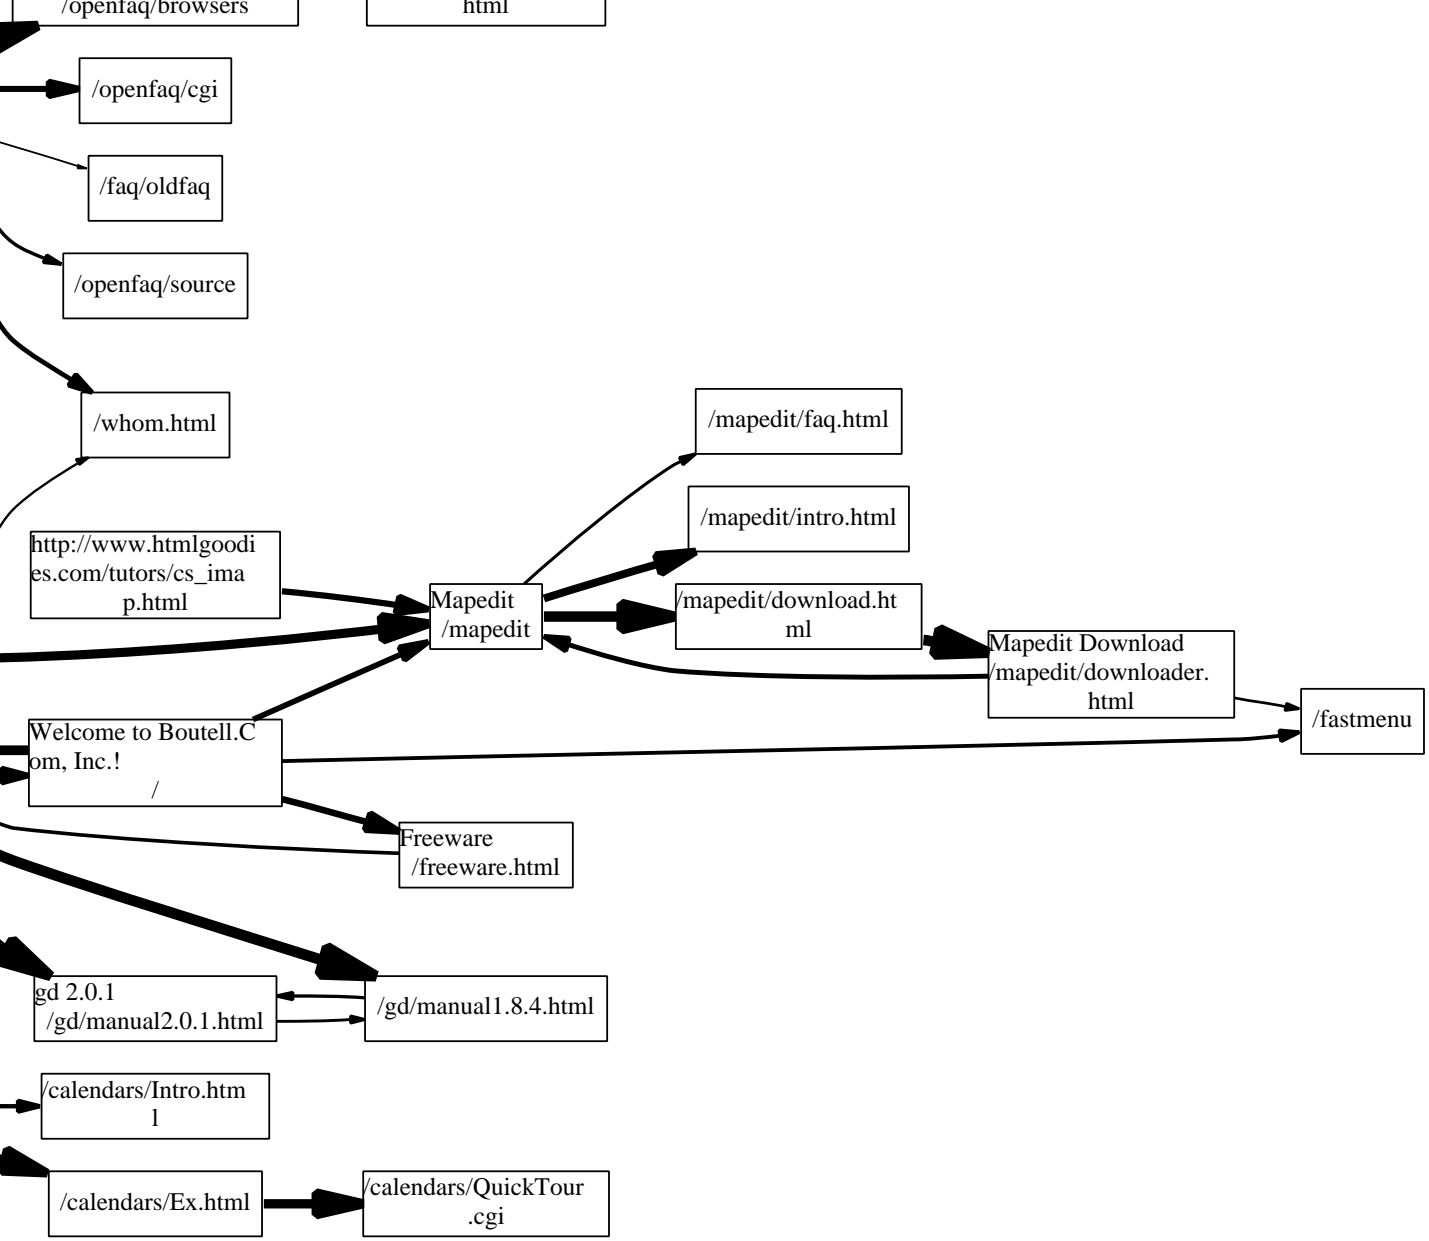 /openfaq/browsers
html
/openfaq/cgi
/faq/oldfaq
/openfaq/source
/whom.html
/mapedit/faq.html
/mapedit/intro.html
http://www.htmlgoodi
es.com/tutors/cs_ima
p.html
Mapedit
/mapedit
/mapedit/download.ht
ml
Mapedit Download
/mapedit/downloader.
html
/fastmenu
Welcome to Boutell.C
om, Inc.!
/
Freeware
/freeware.html
gd 2.0.1
/gd/manual2.0.1.html
/gd/manual1.8.4.html
/calendars/Intro.htm
l
/calendars/Ex.html
/calendars/QuickTour
.cgi